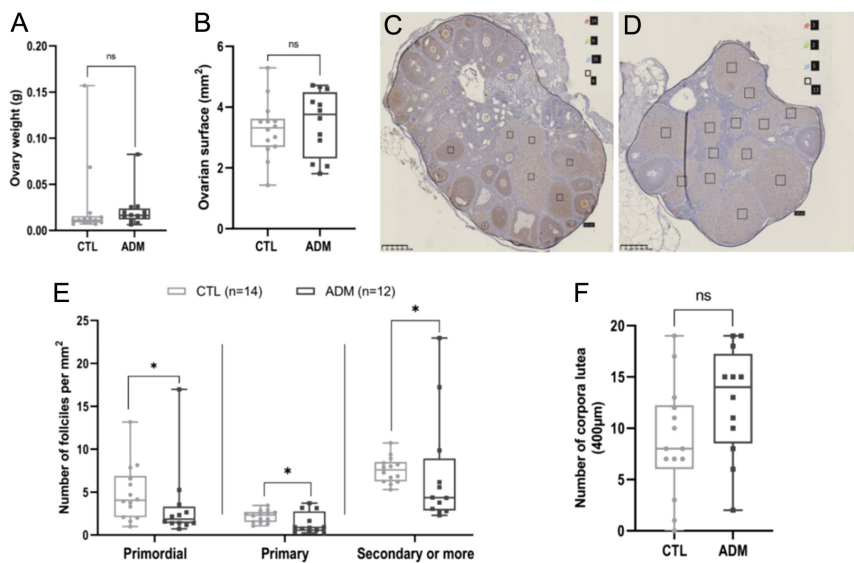 A
Ovary weight (g)
0.20
0.15
0.10
0.05
0.00
ns
CTL
ADM
B
Ovarian surface (mm²)
6
4
2
0
ns
CTL
ADM
C
D
2
E
CTL (n=14)
ADM (n=12)
Number of follciles per mm²
25
20
15
10
5
0
*
*
*
Primordial
Primary
Secondary or more
F
Number of corpora lutea
(400µm)
20
15
10
5
0
ns
CTL
ADM